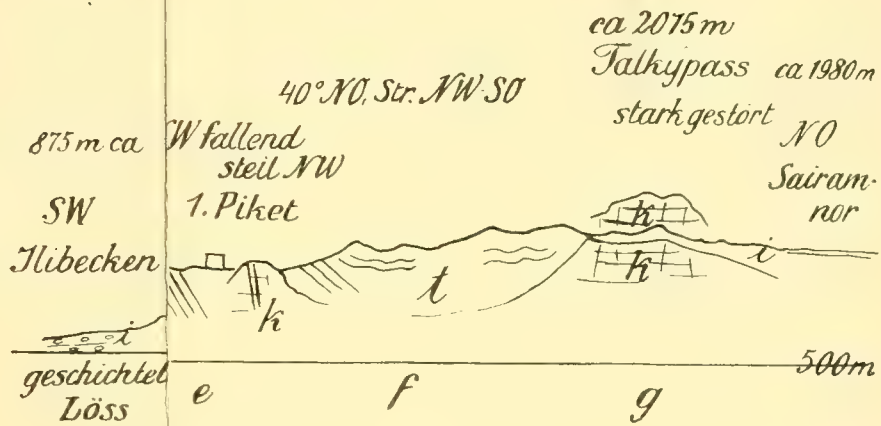 ca 2075 m
Talkypass
ca 1980 m
40° NO, Str. NW-SO
stark gestört
875 m ca
W fallend
steil NW
NO
Sairam-
nor
SW
1. Piket
Ilibecken
k
k
i
t
k
i
500 m
geschichtet
Löss
e
f
g